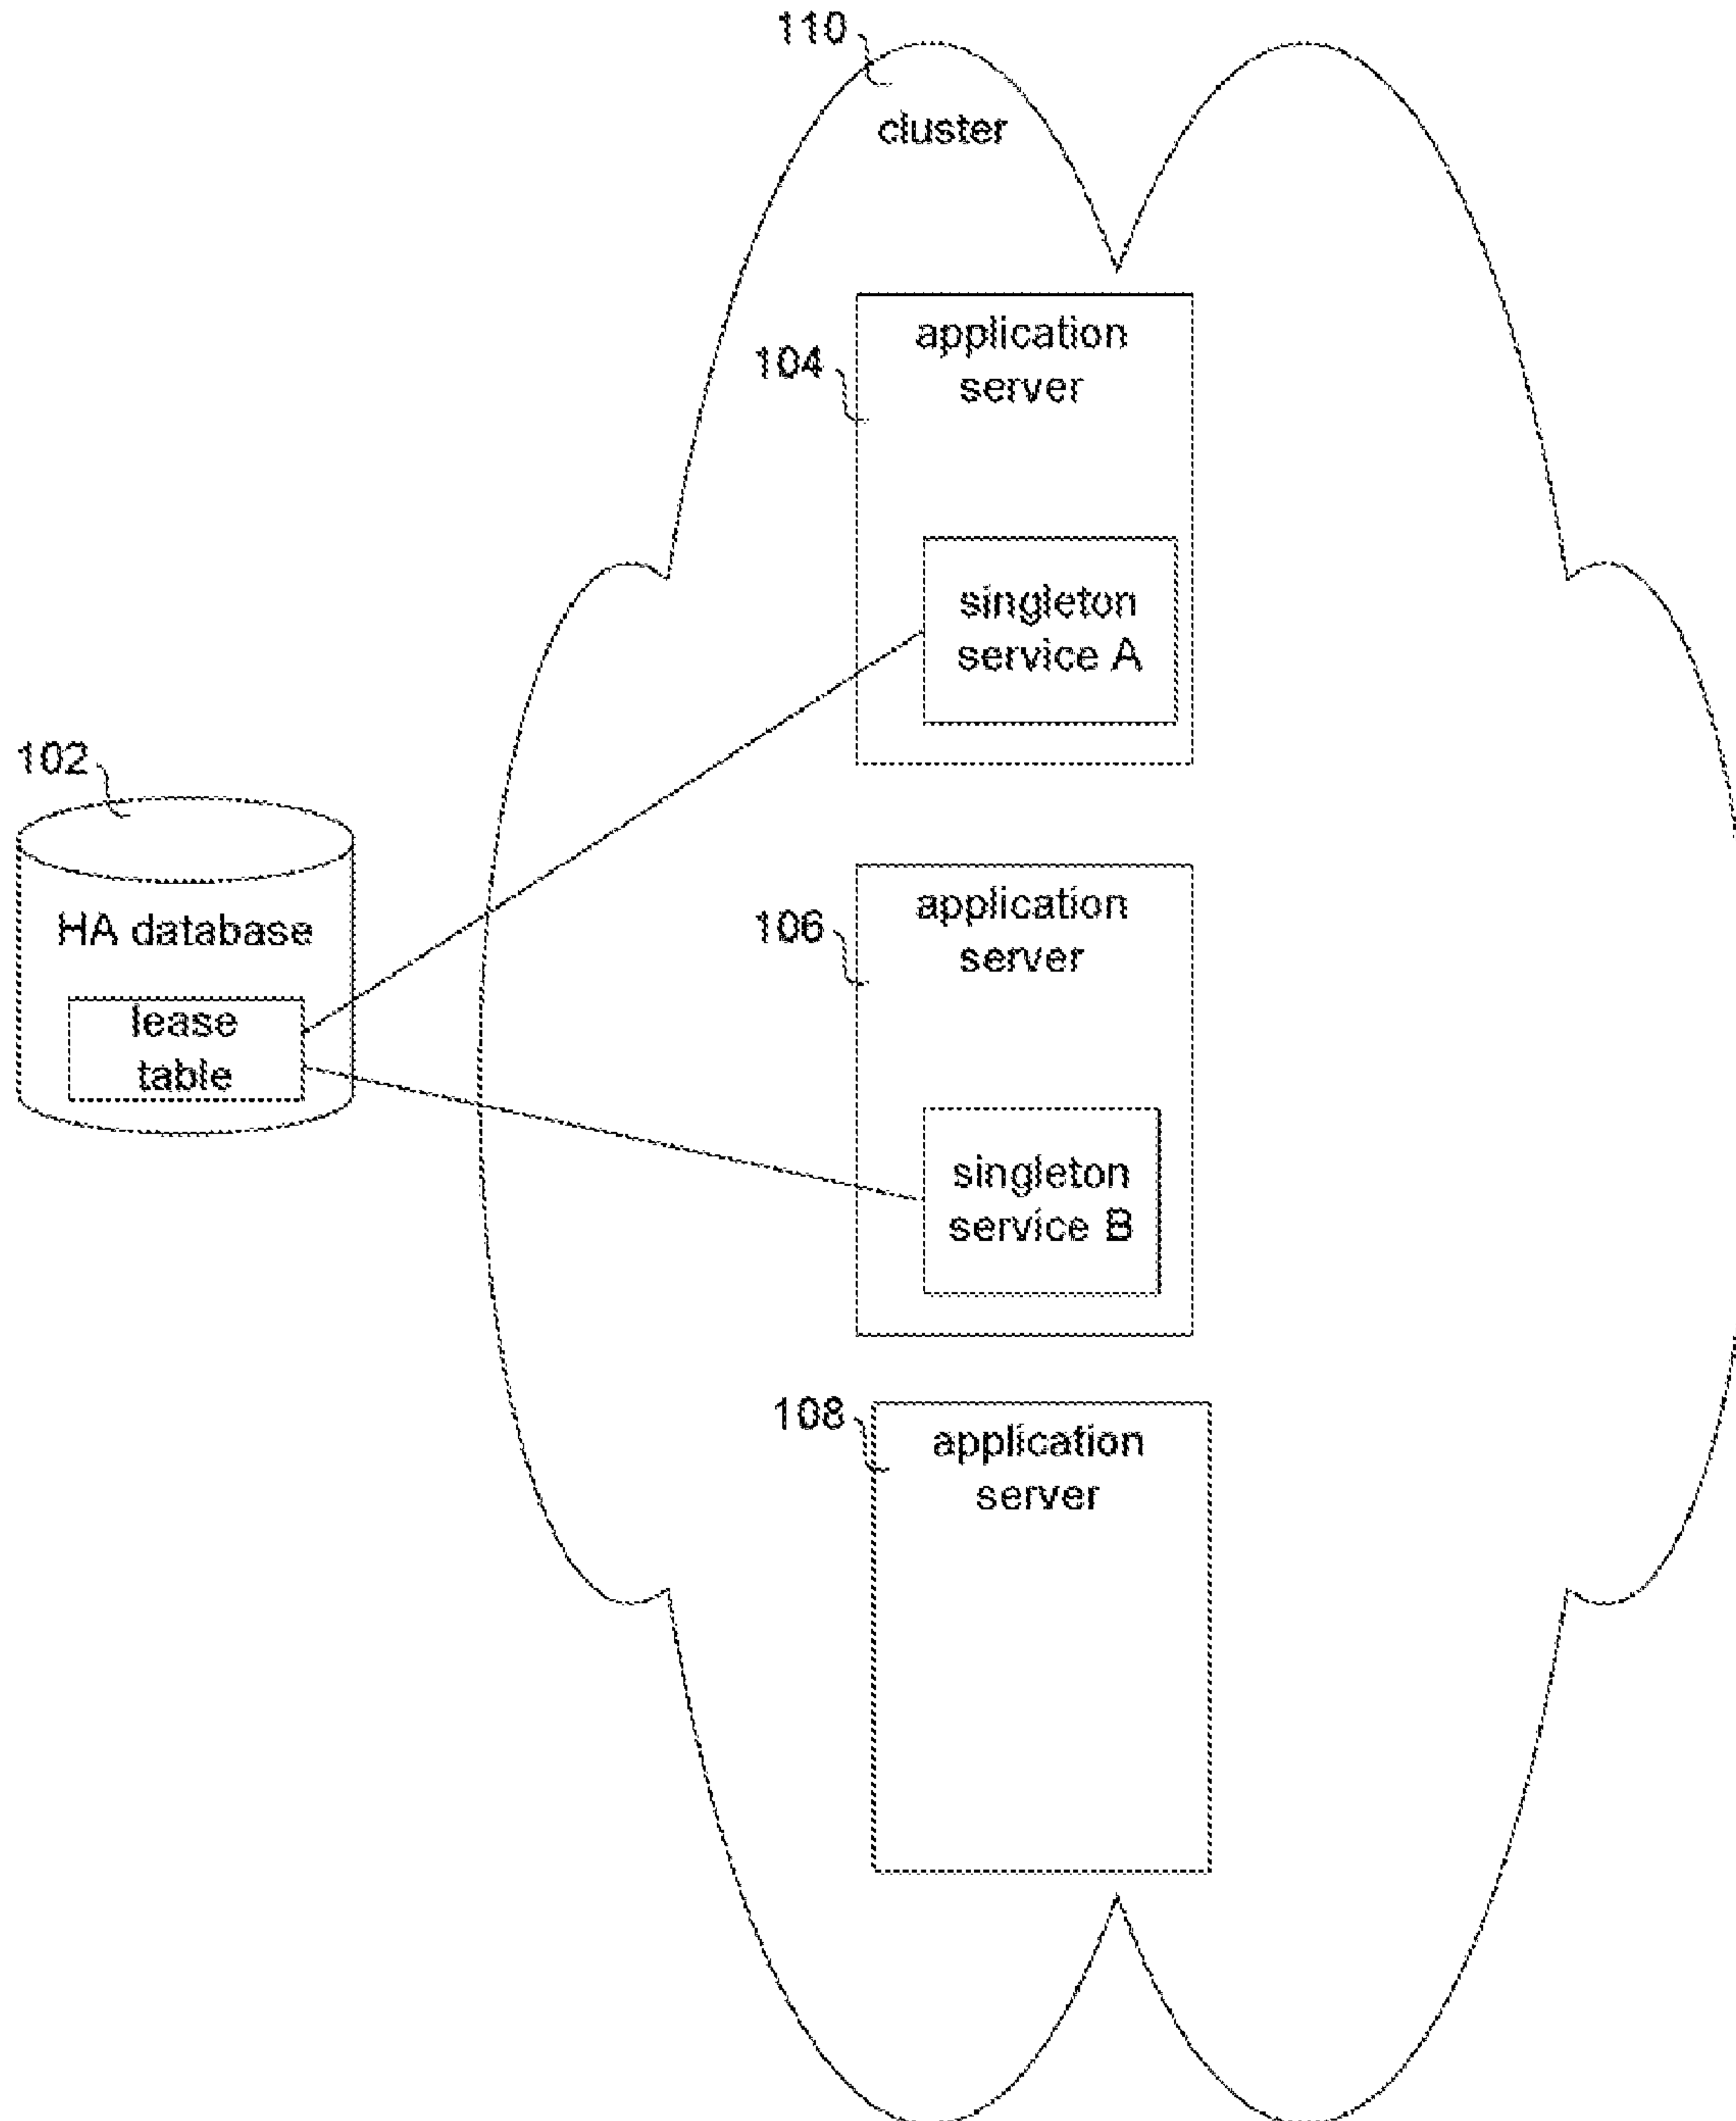 110
cluster
application
server
104
singleton
service A
102
HA database
lease
table
application
server
106
singleton
service B
108
application
server